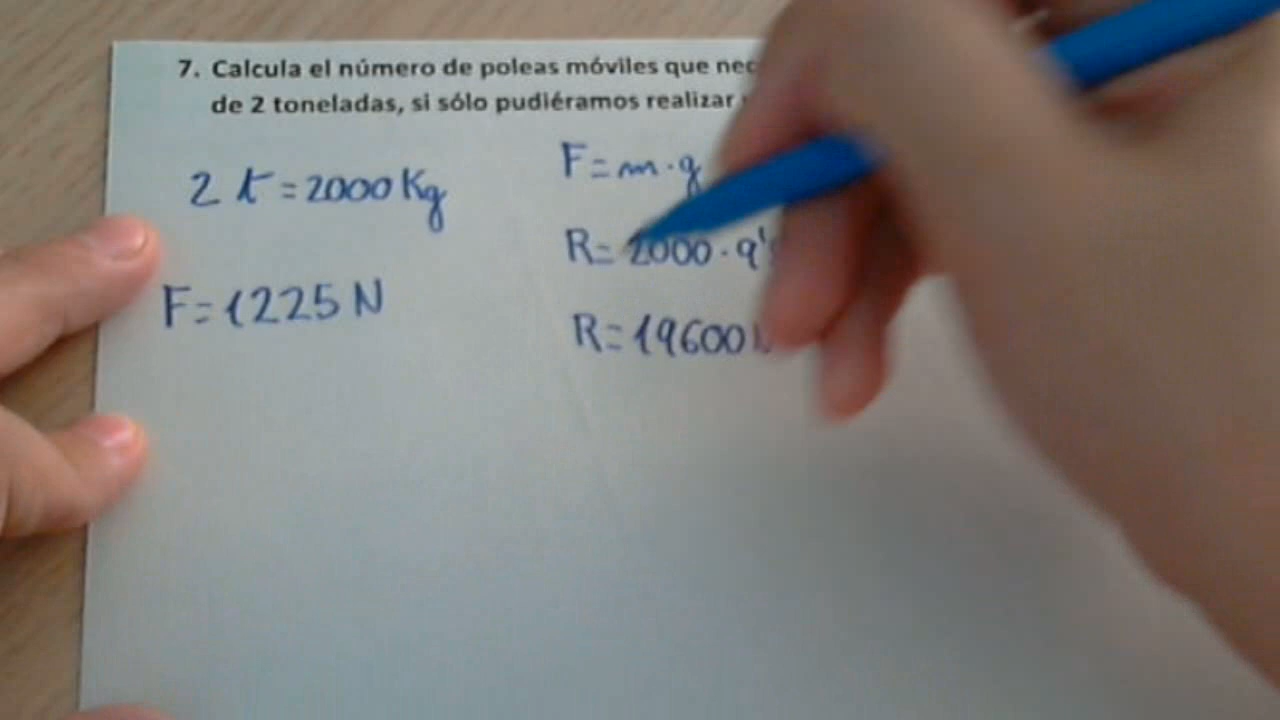 7. Calcula el número de poleas móviles que
de 2 toneladas, si sólo pudiéramos realizar
2 t = 2000 Kg
F = m · g
R = 2000 · 9'
F = 1225 N
R = 19600